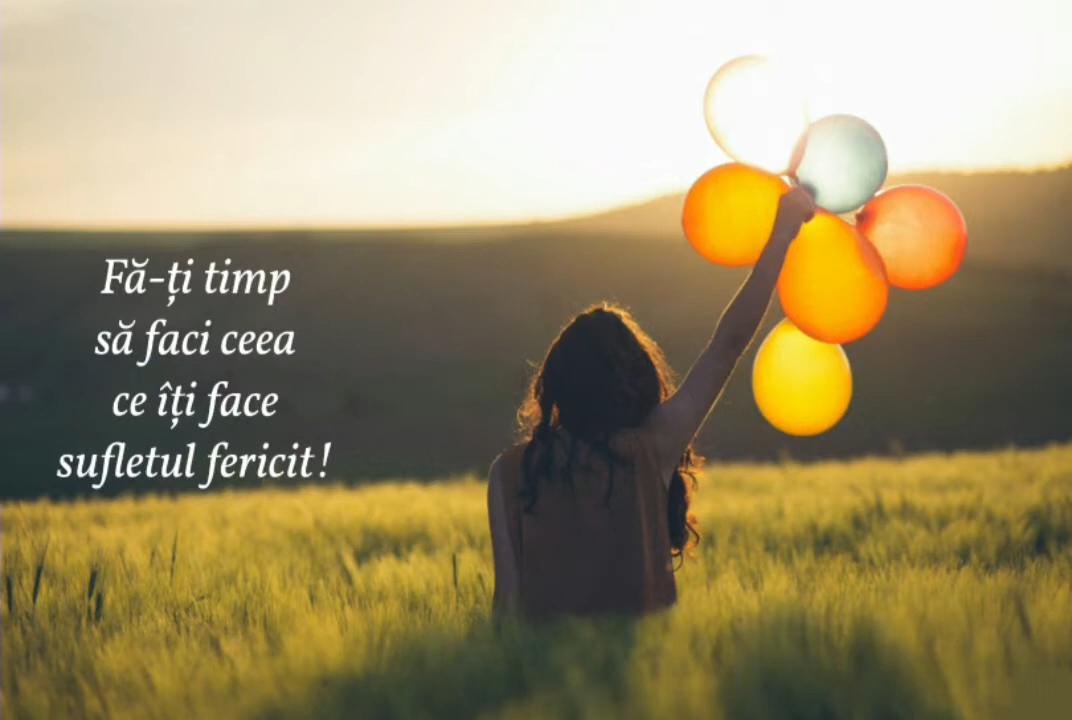 Fă-ți timp
să faci ceea
ce îți face
sufletul fericit!